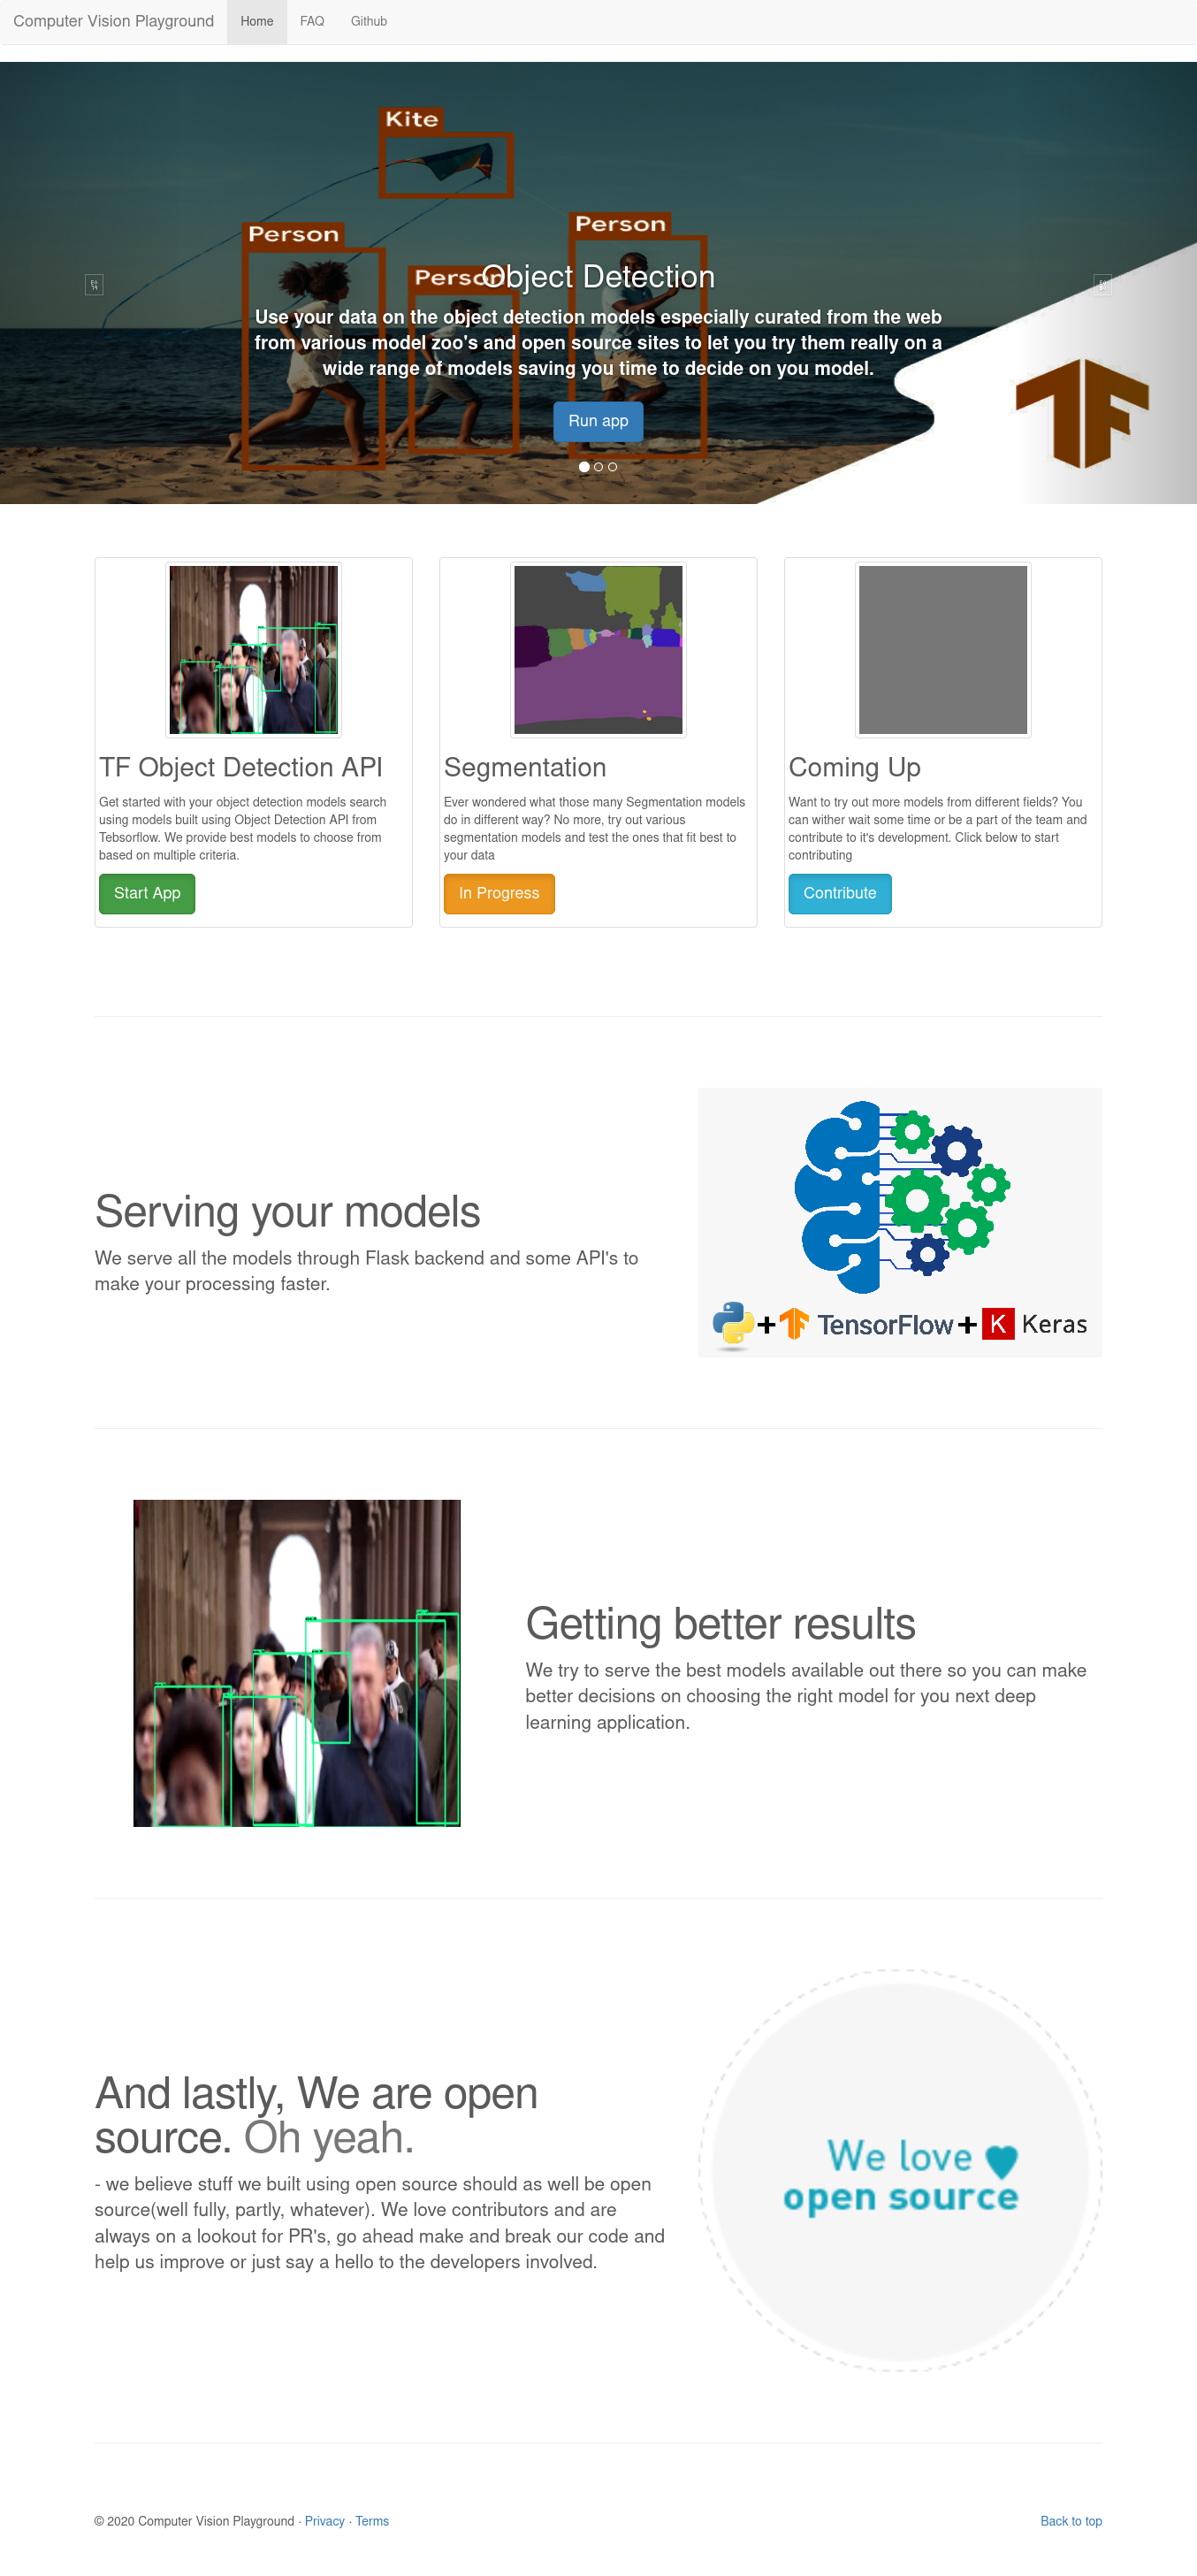 Computer Vision Playground
Home
FAQ
Github
Kite
Person
Person
Person
Object Detection
Use your data on the object detection models especially curated from the web
from various model zoo's and open source sites to let you try them really on a
wide range of models saving you time to decide on you model.
Run app
TF Object Detection API
Get started with your object detection models search
using models built using Object Detection API from
Tebsorflow. We provide best models to choose from
based on multiple criteria.
Start App
Segmentation
Ever wondered what those many Segmentation models
do in different way? No more, try out various
segmentation models and test the ones that fit best to
your data
In Progress
Coming Up
Want to try out more models from different fields? You
can wither wait some time or be a part of the team and
contribute to it's development. Click below to start
contributing
Contribute
Serving your models
We serve all the models through Flask backend and some API's to
make your processing faster.
+ TensorFlow + K Keras
Getting better results
We try to serve the best models available out there so you can make
better decisions on choosing the right model for you next deep
learning application.
And lastly, We are open
source. Oh yeah.
- we believe stuff we built using open source should as well be open
source(well fully, partly, whatever). We love contributors and are
always on a lookout for PR's, go ahead make and break our code and
help us improve or just say a hello to the developers involved.
We love
open source
© 2020 Computer Vision Playground · Privacy · Terms
Back to top